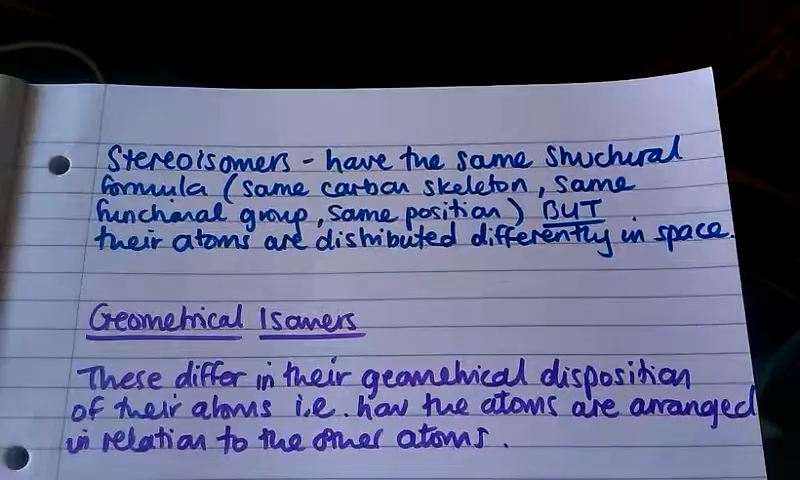 Stereoisomers - have the same structural
formula (same carbon skeleton, same
functional group, same position) BUT
their atoms are distributed differently in space.
Geometrical Isomers
These differ in their geometrical disposition
of their atoms i.e. how the atoms are arranged
in relation to the other atoms.